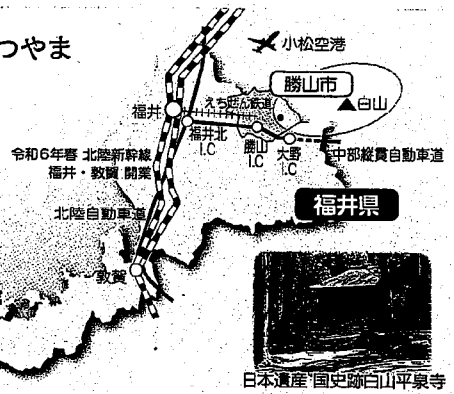 つやま
小松空港
勝山市
白山
えちぜん鉄道
福井
福井北
I.C
勝山
I.C
大野
I.C
中部縦貫自動車道
令和6年春 北陸新幹線
福井・敦賀 開業
福井県
北陸自動車道
敦賀
日本遺産 国史跡白山平泉寺